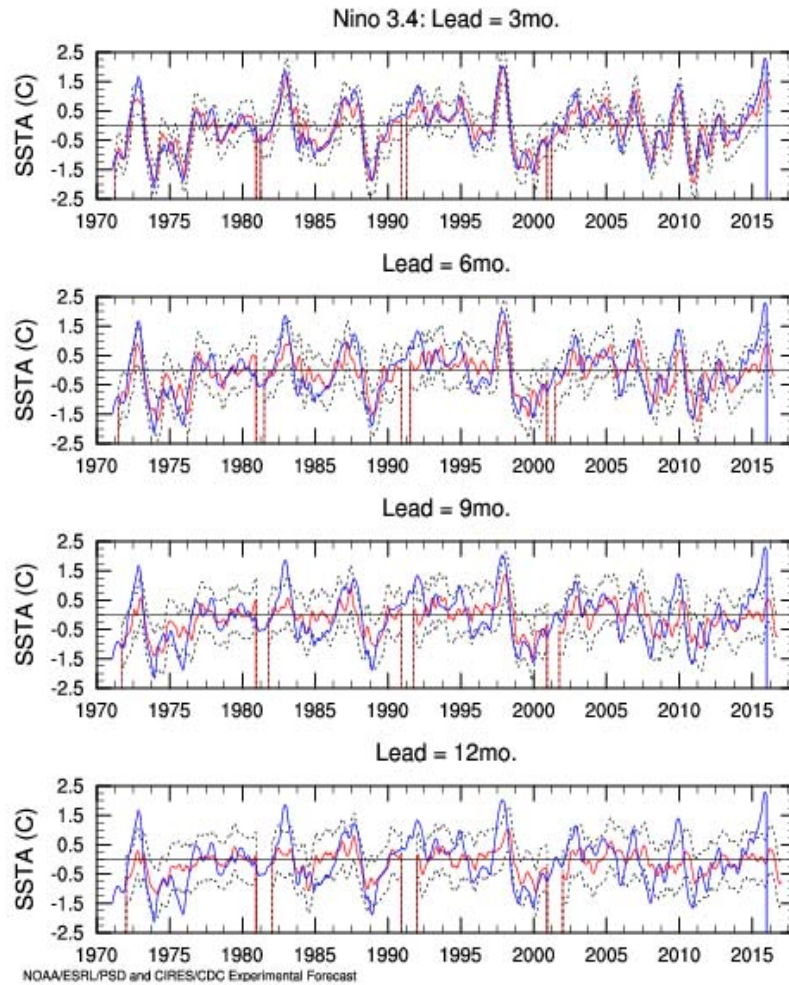 Nino 3.4: Lead = 3mo.
SSTA (C)
2.5
1.5
0.5
-0.5
-1.5
-2.5
1970 1975 1980 1985 1990 1995 2000 2005 2010 2015
Lead = 6mo.
SSTA (C)
2.5
1.5
0.5
-0.5
-1.5
-2.5
1970 1975 1980 1985 1990 1995 2000 2005 2010 2015
Lead = 9mo.
SSTA (C)
2.5
1.5
0.5
-0.5
-1.5
-2.5
1970 1975 1980 1985 1990 1995 2000 2005 2010 2015
Lead = 12mo.
SSTA (C)
2.5
1.5
0.5
-0.5
-1.5
-2.5
1970 1975 1980 1985 1990 1995 2000 2005 2010 2015
NOAA/ESRL/PSD and CIRES/CDC Experimental Forecast